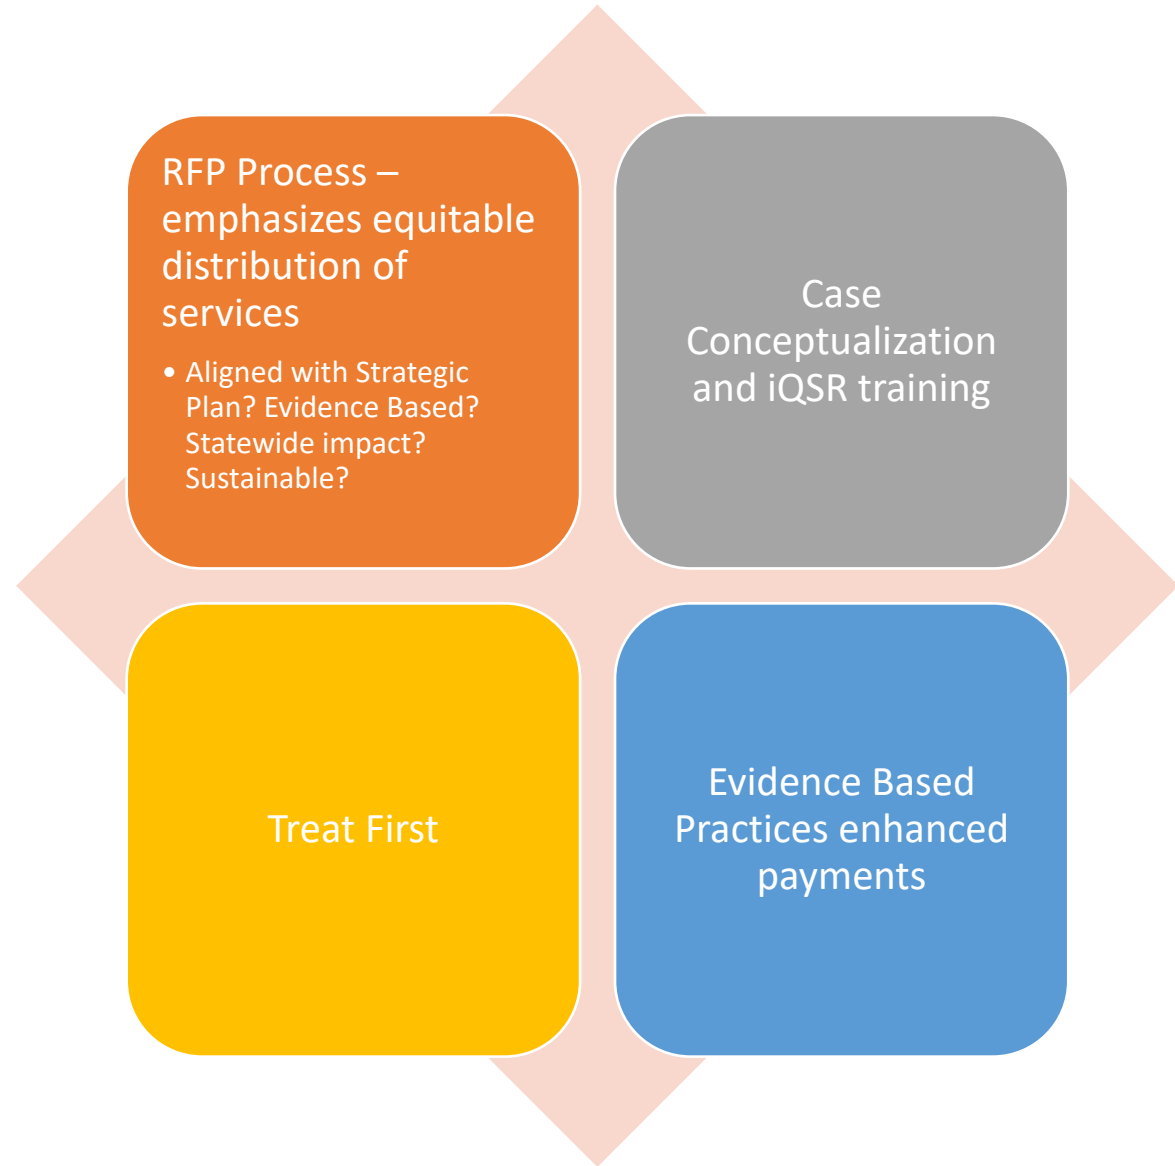 RFP Process –
emphasizes equitable
distribution of
services
• Aligned with Strategic
Plan? Evidence Based?
Statewide impact?
Sustainable?
Case
Conceptualization
and iQSR training
Treat First
Evidence Based
Practices enhanced
payments